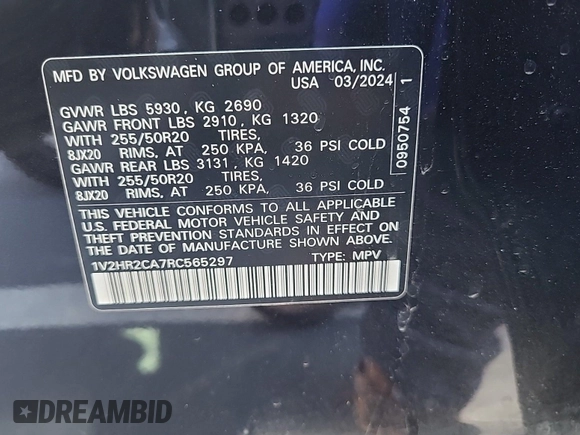 MFD BY VOLKSWAGEN GROUP OF AMERICA, INC.
USA 03/2024
GVWR LBS 5930, KG 2690
GAWR FRONT LBS 2910, KG 1320
WITH 255/50R20 TIRES,
8JX20 RIMS, AT 250 KPA, 36 PSI COLD
GAWR REAR LBS 3131, KG 1420
WITH 255/50R20 TIRES,
8JX20 RIMS, AT 250 KPA, 36 PSI COLD
THIS VEHICLE CONFORMS TO ALL APPLICABLE
U.S. FEDERAL MOTOR VEHICLE SAFETY AND
THEFT PREVENTION STANDARDS IN EFFECT ON
THE DATE OF MANUFACTURE SHOWN ABOVE.
1V2HR2CA7RC565297 TYPE: MPV
0950754 1
DREAMBID